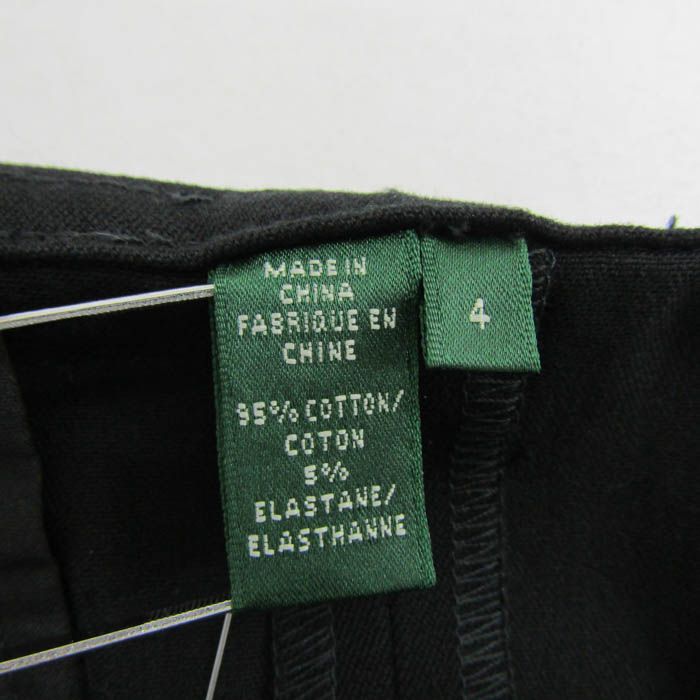 MADE IN
CHINA
FABRIQUE EN
CHINE
95% COTTON/
COTON
5%
ELASTANE/
ELASTHANNE
4